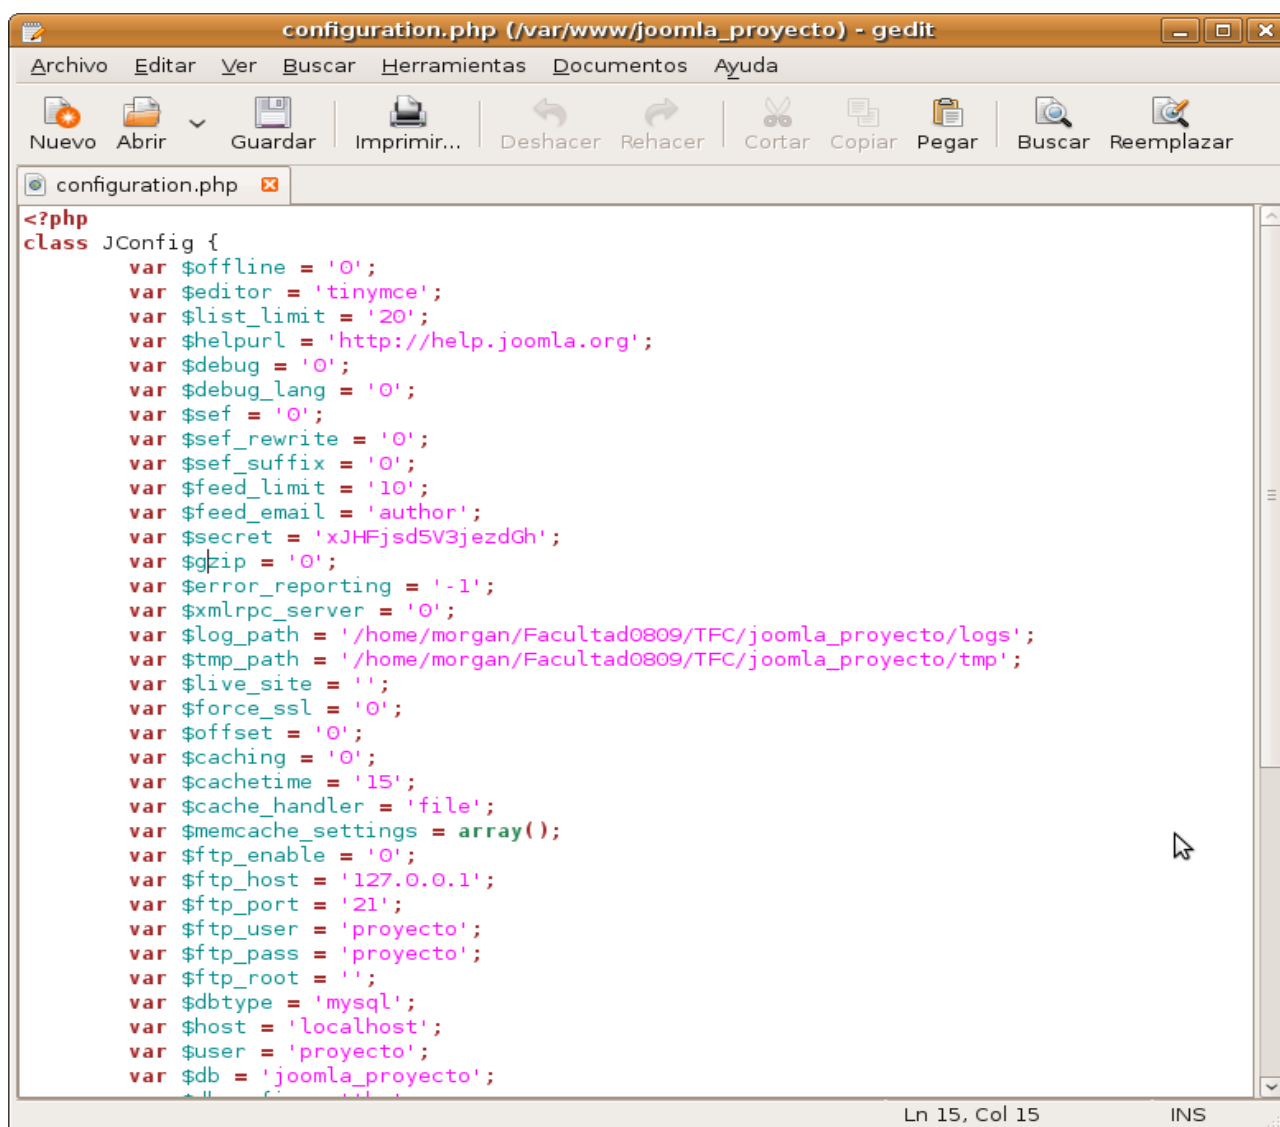 configuration.php (/var/www/joomla_proyecto) - gedit
Archivo Editar Ver Buscar Herramientas Documentos Ayuda
Nuevo Abrir Guardar Imprimir... Deshacer Rehacer Cortar Copiar Pegar Buscar Reemplazar
configuration.php
<?php
class JConfig {
var $offline = '0';
var $editor = 'tinymce';
var $list_limit = '20';
var $helpurl = 'http://help.joomla.org';
var $debug = '0';
var $debug_lang = '0';
var $sef = '0';
var $sef_rewrite = '0';
var $sef_suffix = '0';
var $feed_limit = '10';
var $feed_email = 'author';
var $secret = 'xJHFjsd5V3jezdGh';
var $gzip = '0';
var $error_reporting = '-1';
var $xmlrpc_server = '0';
var $log_path = '/home/morgan/Facultad0809/TFC/joomla_proyecto/logs';
var $tmp_path = '/home/morgan/Facultad0809/TFC/joomla_proyecto/tmp';
var $live_site = '';
var $force_ssl = '0';
var $offset = '0';
var $caching = '0';
var $cachetime = '15';
var $cache_handler = 'file';
var $memcache_settings = array();
var $ftp_enable = '0';
var $ftp_host = '127.0.0.1';
var $ftp_port = '21';
var $ftp_user = 'proyecto';
var $ftp_pass = 'proyecto';
var $ftp_root = '';
var $dbtype = 'mysql';
var $host = 'localhost';
var $user = 'proyecto';
var $db = 'joomla_proyecto';
Ln 15, Col 15 INS